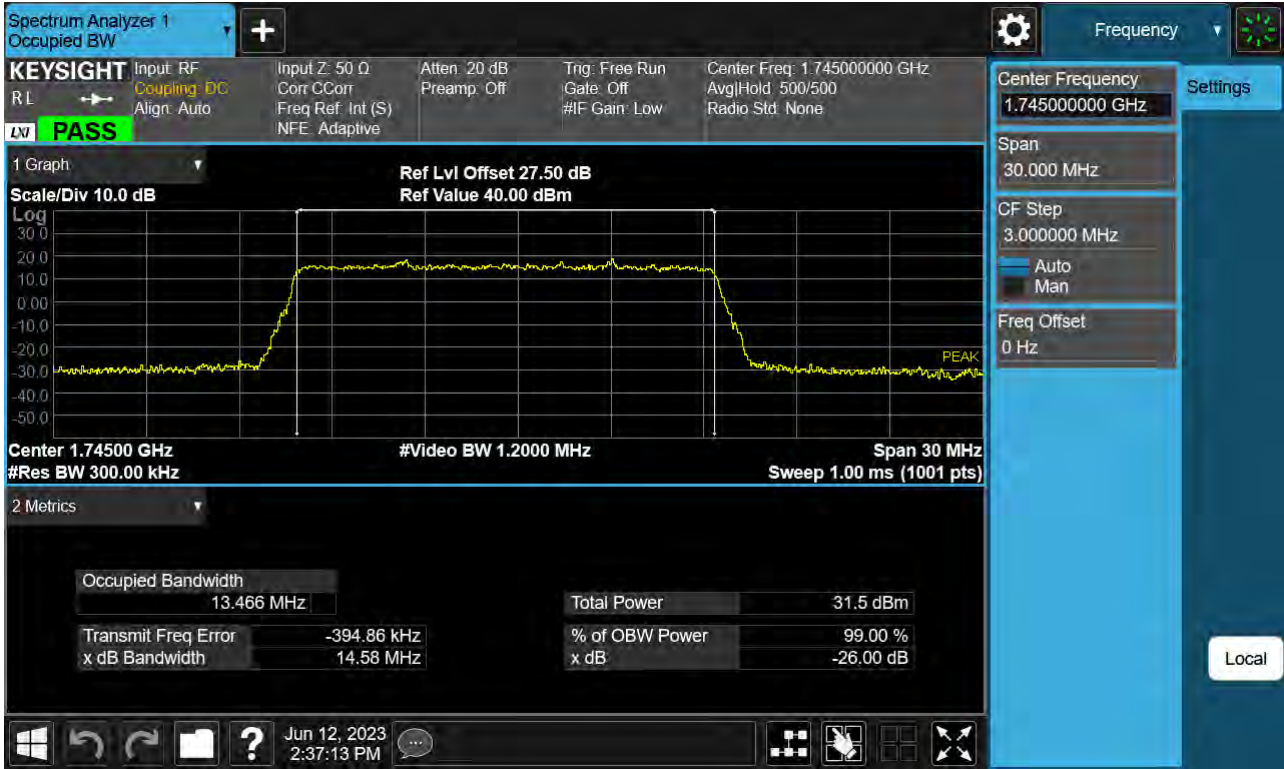 Spectrum Analyzer 1
Occupied BW
+
Frequency
KEYSIGHT
RL
LXI PASS
Input: RF
Coupling: DC
Align: Auto
Input Z: 50 Ω
Corr CCorr
Freq Ref: Int (S)
NFE: Adaptive
Atten: 20 dB
Preamp: Off
Trig: Free Run
Gate: Off
#IF Gain: Low
Center Freq: 1.745000000 GHz
Avg|Hold: 500/500
Radio Std: None
1 Graph
Scale/Div 10.0 dB
Ref Lvl Offset 27.50 dB
Ref Value 40.00 dBm
Log
30.0
20.0
10.0
0.00
-10.0
-20.0
-30.0
-40.0
-50.0
PEAK
Center 1.74500 GHz
#Video BW 1.2000 MHz
Span 30 MHz
#Res BW 300.00 kHz
Sweep 1.00 ms (1001 pts)
2 Metrics
Occupied Bandwidth
13.466 MHz
Total Power 31.5 dBm
Transmit Freq Error -394.86 kHz
% of OBW Power 99.00 %
x dB Bandwidth 14.58 MHz
x dB -26.00 dB
Center Frequency
1.745000000 GHz
Settings
Span
30.000 MHz
CF Step
3.000000 MHz
Auto
Man
Freq Offset
0 Hz
Local
?
Jun 12, 2023
2:37:13 PM